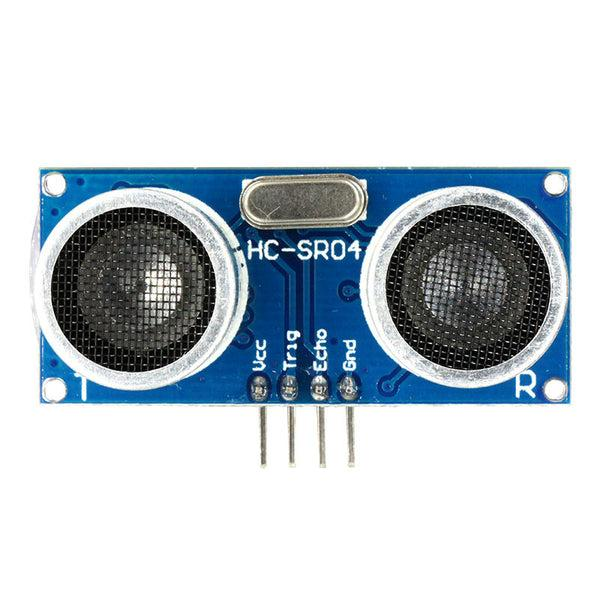 HC-SR04
Vcc
Trig
Echo
Gnd
T
R